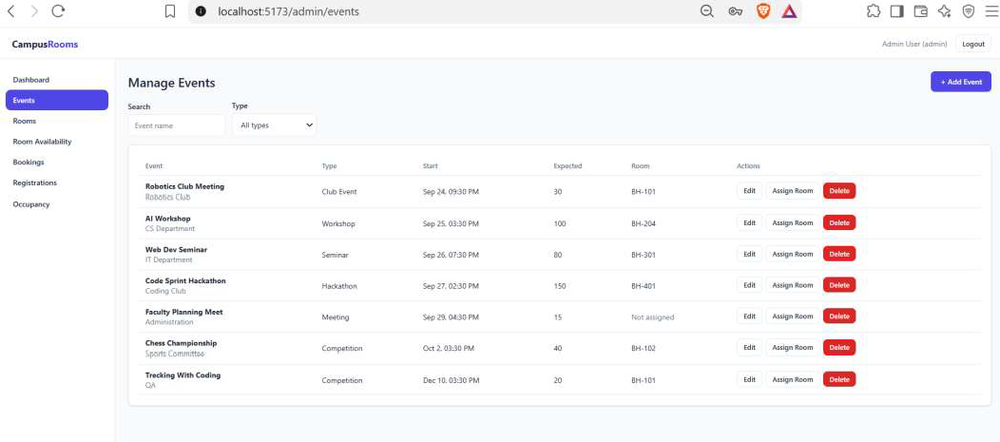 localhost:5173/admin/events
CampusRooms
Admin User (admin) Logout
Dashboard
Events
Rooms
Room Availability
Bookings
Registrations
Occupancy
Manage Events
+ Add Event
Search Type
Event name All types
Event Type Start Expected Room Actions
Robotics Club Meeting
Robotics Club
Club Event Sep 24, 09:30 PM 30 BH-101 Edit Assign Room Delete
AI Workshop
CS Department
Workshop Sep 25, 03:30 PM 100 BH-204 Edit Assign Room Delete
Web Dev Seminar
IT Department
Seminar Sep 26, 07:30 PM 80 BH-301 Edit Assign Room Delete
Code Sprint Hackathon
Coding Club
Hackathon Sep 27, 02:30 PM 150 BH-401 Edit Assign Room Delete
Faculty Planning Meet
Administration
Meeting Sep 29, 04:30 PM 15 Not assigned Edit Assign Room Delete
Chess Championship
Sports Committee
Competition Oct 2, 03:30 PM 40 BH-102 Edit Assign Room Delete
Trecking With Coding
QA
Competition Dec 10, 03:30 PM 20 BH-101 Edit Assign Room Delete